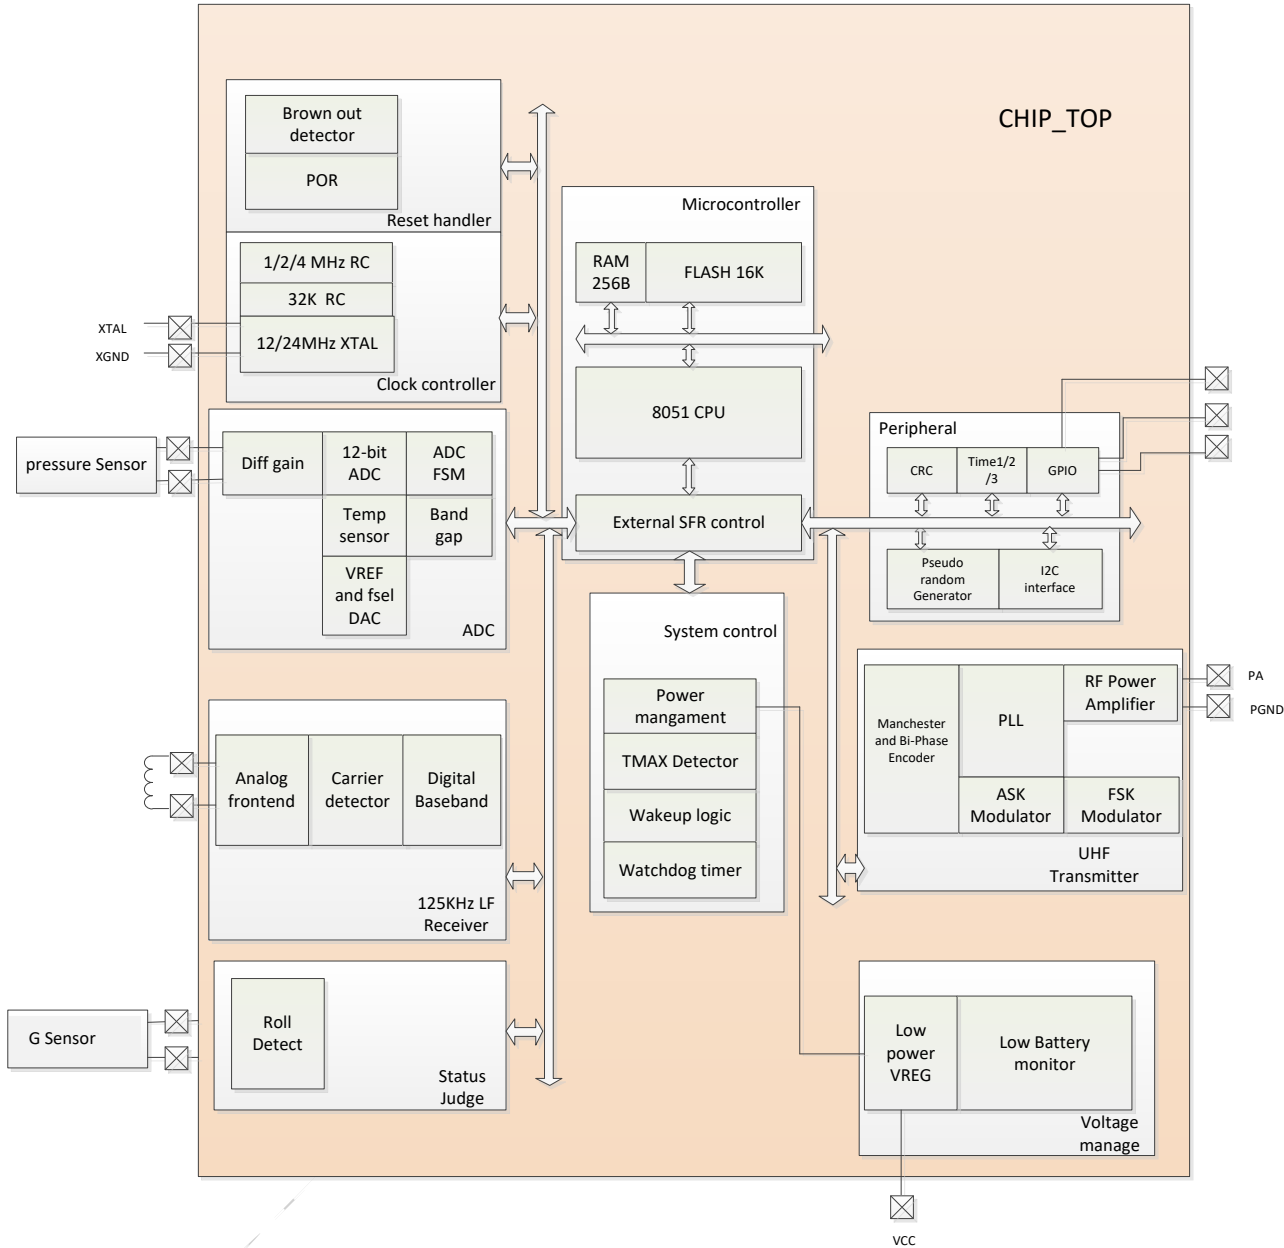 CHIP_TOP
Brown out
detector
POR
Reset handler
1/2/4 MHz RC
32K RC
12/24MHz XTAL
Clock controller
XTAL
XGND
Microcontroller
RAM
256B
FLASH 16K
8051 CPU
External SFR control
pressure Sensor
Diff gain
12-bit
ADC
ADC
FSM
Temp
sensor
Band
gap
VREF
and fsel
DAC
ADC
Peripheral
CRC
Time1/2
/3
GPIO
Pseudo
random
Generator
I2C
interface
System control
Power
mangament
TMAX Detector
Wakeup logic
Watchdog timer
Manchester
and Bi-Phase
Encoder
PLL
RF Power
Amplifier
ASK
Modulator
FSK
Modulator
UHF
Transmitter
PA
PGND
Analog
frontend
Carrier
detector
Digital
Baseband
125KHz LF
Receiver
G Sensor
Roll
Detect
Status
Judge
Low
power
VREG
Low Battery
monitor
Voltage
manage
VCC